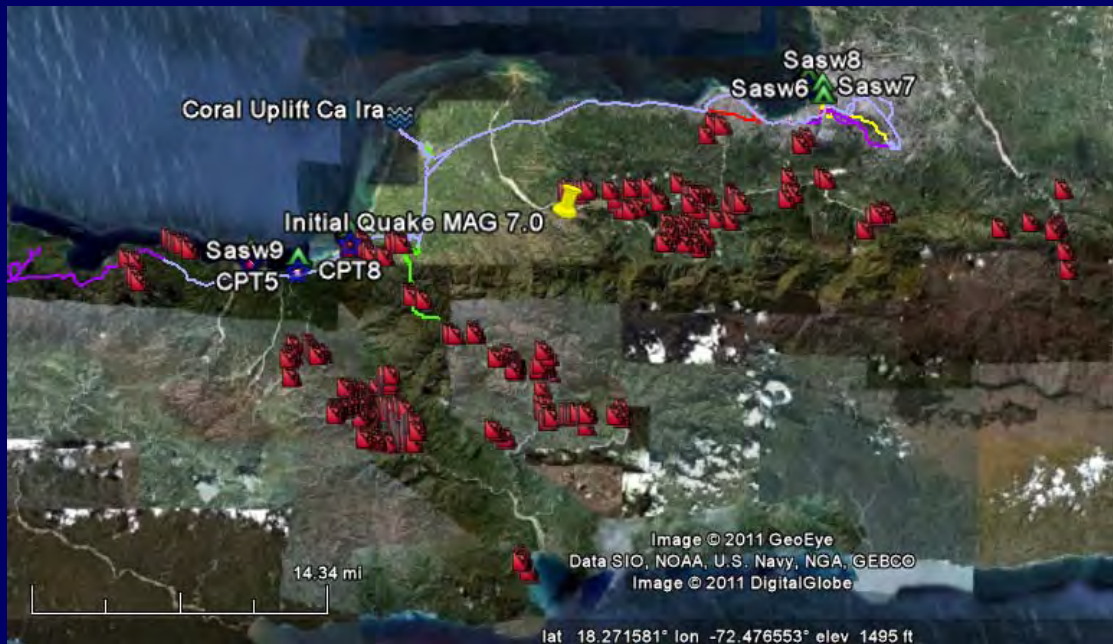 Sasw8
Sasw6
Sasw7
Coral Uplift Ca Ira
Initial Quake MAG 7.0
Sasw9
CPT8
CPT5
Image © 2011 GeoEye
Data SIO, NOAA, U.S. Navy, NGA, GEBCO
Image © 2011 DigitalGlobe
14.34 mi
lat 18.271581° lon -72.476553° elev 1495 ft